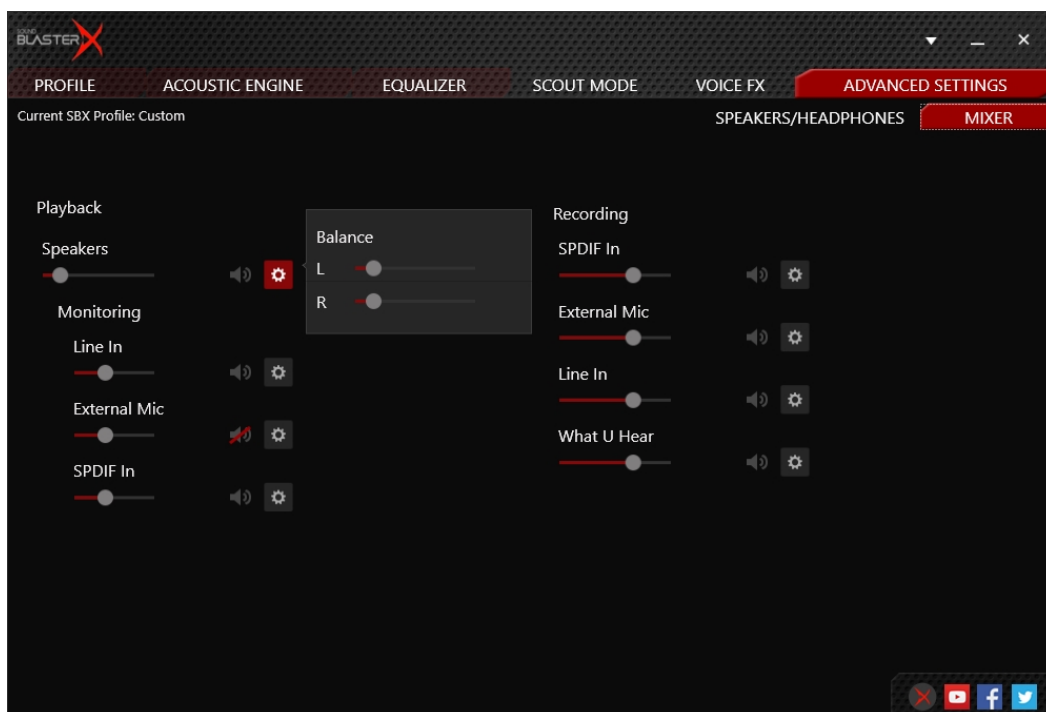 SOUND
BLASTERX
PROFILE ACOUSTIC ENGINE EQUALIZER SCOUT MODE VOICE FX ADVANCED SETTINGS
Current SBX Profile: Custom SPEAKERS/HEADPHONES MIXER
Playback
Speakers
Monitoring
Line In
External Mic
SPDIF In
Balance
L
R
Recording
SPDIF In
External Mic
Line In
What U Hear